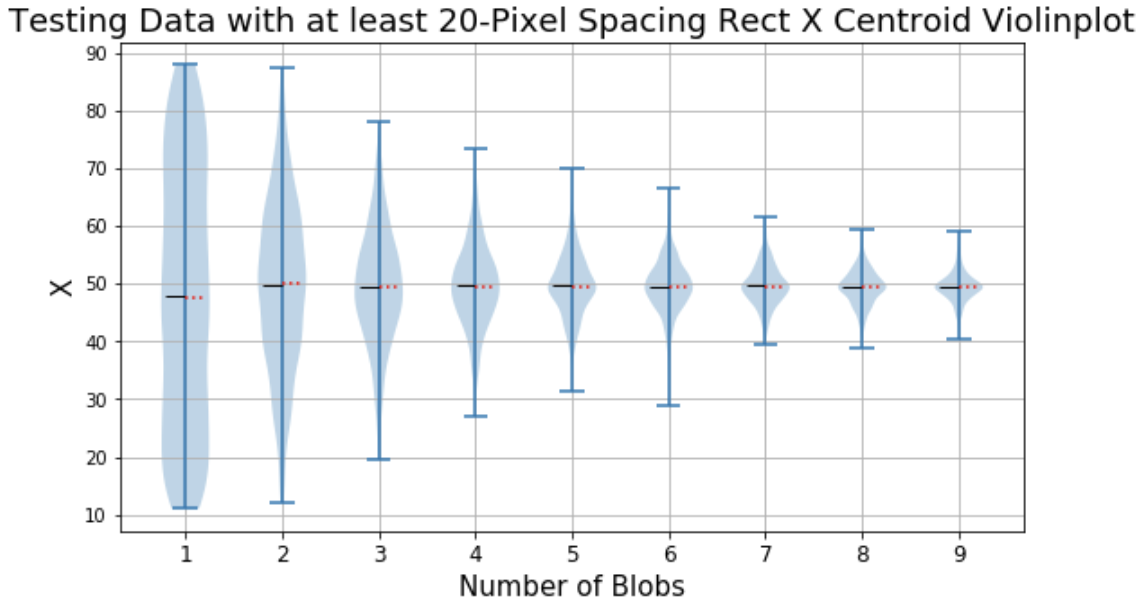 Testing Data with at least 20-Pixel Spacing Rect X Centroid Violinplot
90
80
70
60
50
40
30
20
10
X
1 2 3 4 5 6 7 8 9
Number of Blobs